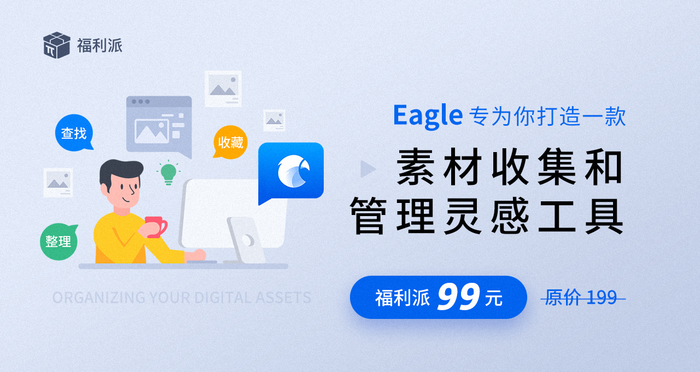 福利派
查找
收藏
整理
ORGANIZING YOUR DIGITAL ASSETS
Eagle 专为你打造一款
素材收集和
管理灵感工具
福利派 99 元
原价 199